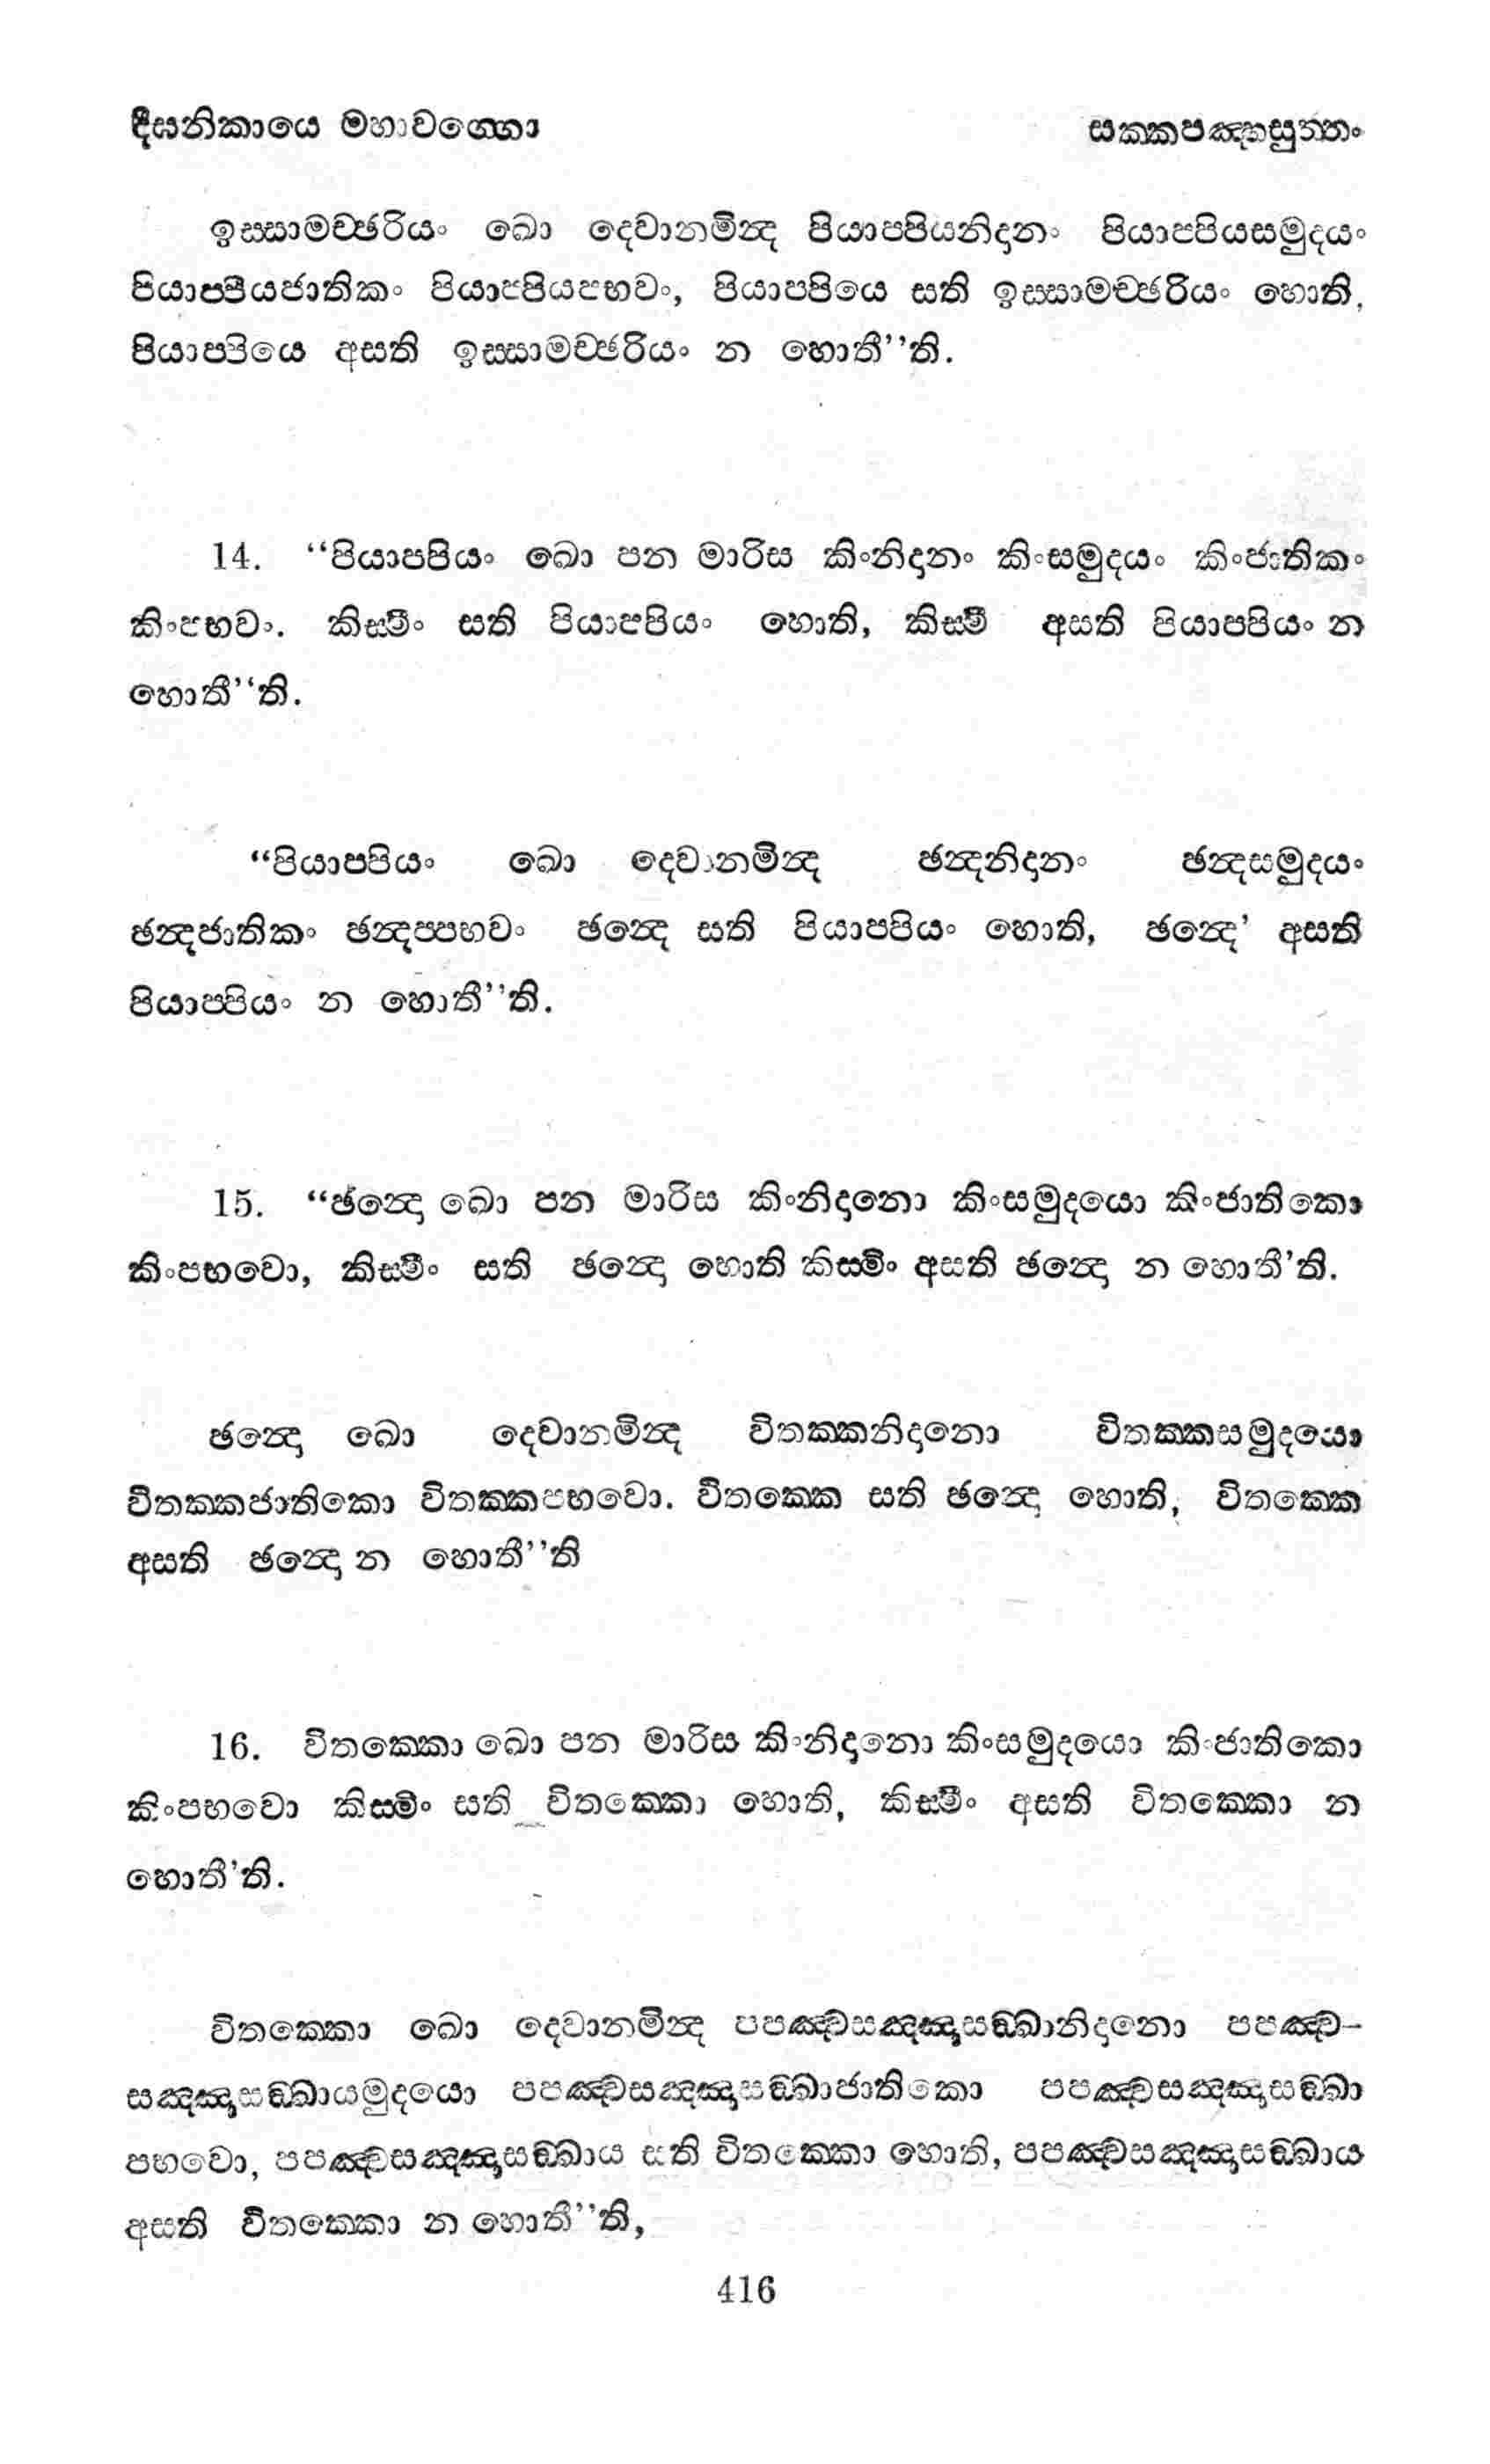 දීඝනිකායෙ මහාවග්ගො
සක්කපඤ්හසුත්තං
ඉස්සාමච්ඡරියං ඛො දෙවානමින්ද පියාප්පියනිදානං පියාප්පියසමුදයං
පියාප්පියජාතිකං පියාප්පියපභවං, පියාප්පියෙ සති ඉස්සාමච්ඡරියං හොති,
පියාප්පියෙ අසති ඉස්සාමච්ඡරියං න හොතී’’ති.
14. “පියාප්පියං ඛො පන මාරිස කිංනිදානං කිංසමුදයං කිංජාතිකං
කිංපභවං. කිස්මිං සති පියාප්පියං හොති, කිස්මිං අසති පියාප්පියං න
හොතී’‘ති.
“පියාප්පියං ඛො දෙවානමින්ද ඡන්දනිදානං ඡන්දසමුදයං
ඡන්දජාතිකං ඡන්දප්පභවං ඡන්දෙ සති පියාප්පියං හොති, ඡන්දෙ’ අසති
පියාප්පියං න හොතී’’ති.
15. “ඡන්දො ඛො පන මාරිස කිංනිදානො කිංසමුදයො කිංජාතිකො
කිංපභවො, කිස්මිං සති ඡන්දො හොති කිස්මිං අසති ඡන්දො න හොතී’ති.
ඡන්දො ඛො දෙවානමින්ද විතක්කනිදානො විතක්කසමුදයො
විතක්කජාතිකො විතක්කපභවො. විතක්කෙ සති ඡන්දො හොති, විතක්කෙ
අසති ඡන්දො න හොතී’’ති
16. විතක්කො ඛො පන මාරිස කිංනිදානො කිංසමුදයො කිංජාතිකො
කිංපභවො කිස්මිං සති විතක්කො හොති, කිස්මිං අසති විතක්කො න
හොතී’ති.
විතක්කො ඛො දෙවානමින්ද පපඤ්චසඤ්ඤාසඞ්ඛානිදානො පපඤ්ච-
සඤ්ඤාසඞ්ඛායමුදයො පපඤ්චසඤ්ඤාසඞ්ඛාජාතිකො පපඤ්චසඤ්ඤාසඞ්ඛා
පභවො, පපඤ්චසඤ්ඤාසඞ්ඛාය සති විතක්කො හොති, පපඤ්චසඤ්ඤාසඞ්ඛාය
අසති විතක්කො න හොතී’’ති,
416